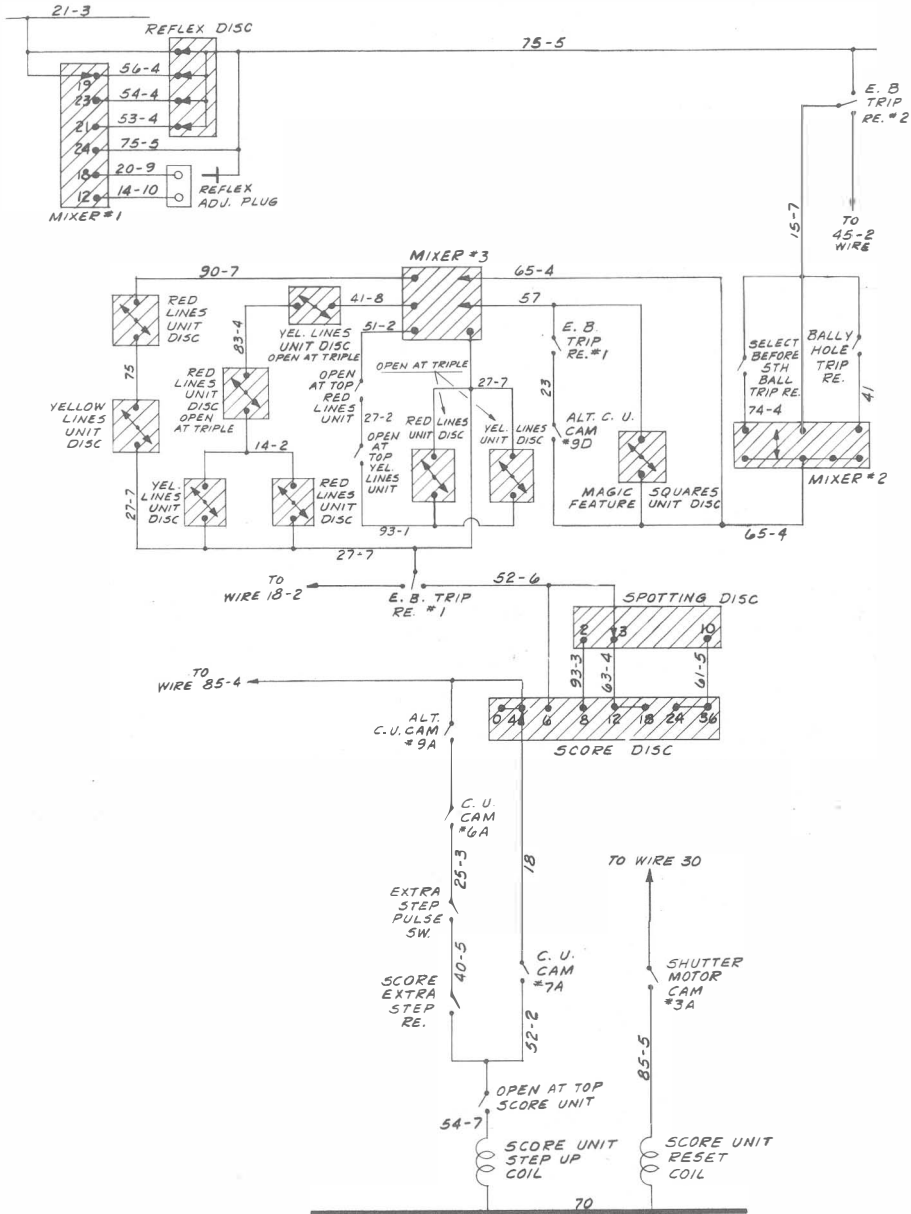 21-3
REFLEX DISC
75-5
56-4
19
54-4
23
53-4
21
75-5
24
20-9
18
14-10
12
REFLEX
ADJ. PLUG
MIXER #1
E. B
TRIP
RE. #2
15-7
TO
45-2
WIRE
MIXER #3
90-7
65-4
RED
LINES
UNIT
DISC
83-4
41-8
57
YEL. LINES
UNIT DISC
OPEN AT TRIPLE
51-2
E. B.
TRIP
RE. #1
SELECT
BEFORE
5TH
BALL
TRIP RE.
BALLY
HOLE
TRIP
RE.
75
RED
LINES
UNIT
DISC
OPEN
AT TRIPLE
OPEN
AT TOP
RED
LINES
UNIT
OPEN AT TRIPLE
27-7
23
74-4
41
YELLOW
LINES
UNIT
DISC
27-2
RED LINES
UNIT DISC
YEL. LINES
UNIT DISC
ALT. C. U.
CAM
#9D
14-2
OPEN
AT
TOP
YEL.
LINES
UNIT
MIXER #2
27-7
YEL.
LINES
UNIT
DISC
RED
LINES
UNIT
DISC
MAGIC SQUARES
FEATURE UNIT DISC
93-1
65-4
27-7
TO
WIRE 18-2
52-6
E. B. TRIP
RE. #1
SPOTTING DISC
2 3 10
93-3
63-4
61-5
TO
WIRE 85-4
0 4 6 8 12 18 24 36
SCORE DISC
ALT.
C.U. CAM
#9A
C. U.
CAM
#6A
25-3
18
TO WIRE 30
EXTRA
STEP
PULSE
SW.
40-5
C. U.
CAM
#7A
SHUTTER
MOTOR
CAM
#3A
SCORE
EXTRA
STEP
RE.
52-2
85-5
OPEN AT TOP
SCORE UNIT
54-7
SCORE UNIT
STEP UP
COIL
SCORE UNIT
RESET
COIL
70